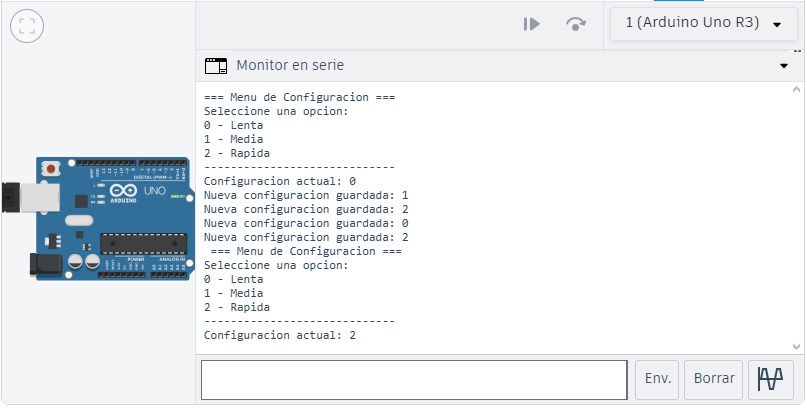 1 (Arduino Uno R3)
Monitor en serie
=== Menu de Configuracion ===
Seleccione una opcion:
0 - Lenta
1 - Media
2 - Rapida
----------------------------
Configuracion actual: 0
Nueva configuracion guardada: 1
Nueva configuracion guardada: 2
Nueva configuracion guardada: 0
Nueva configuracion guardada: 2
=== Menu de Configuracion ===
Seleccione una opcion:
0 - Lenta
1 - Media
2 - Rapida
----------------------------
Configuracion actual: 2
DIGITAL (PWM~)
UNO
ARDUINO
POWER
ANALOG IN
Env.
Borrar